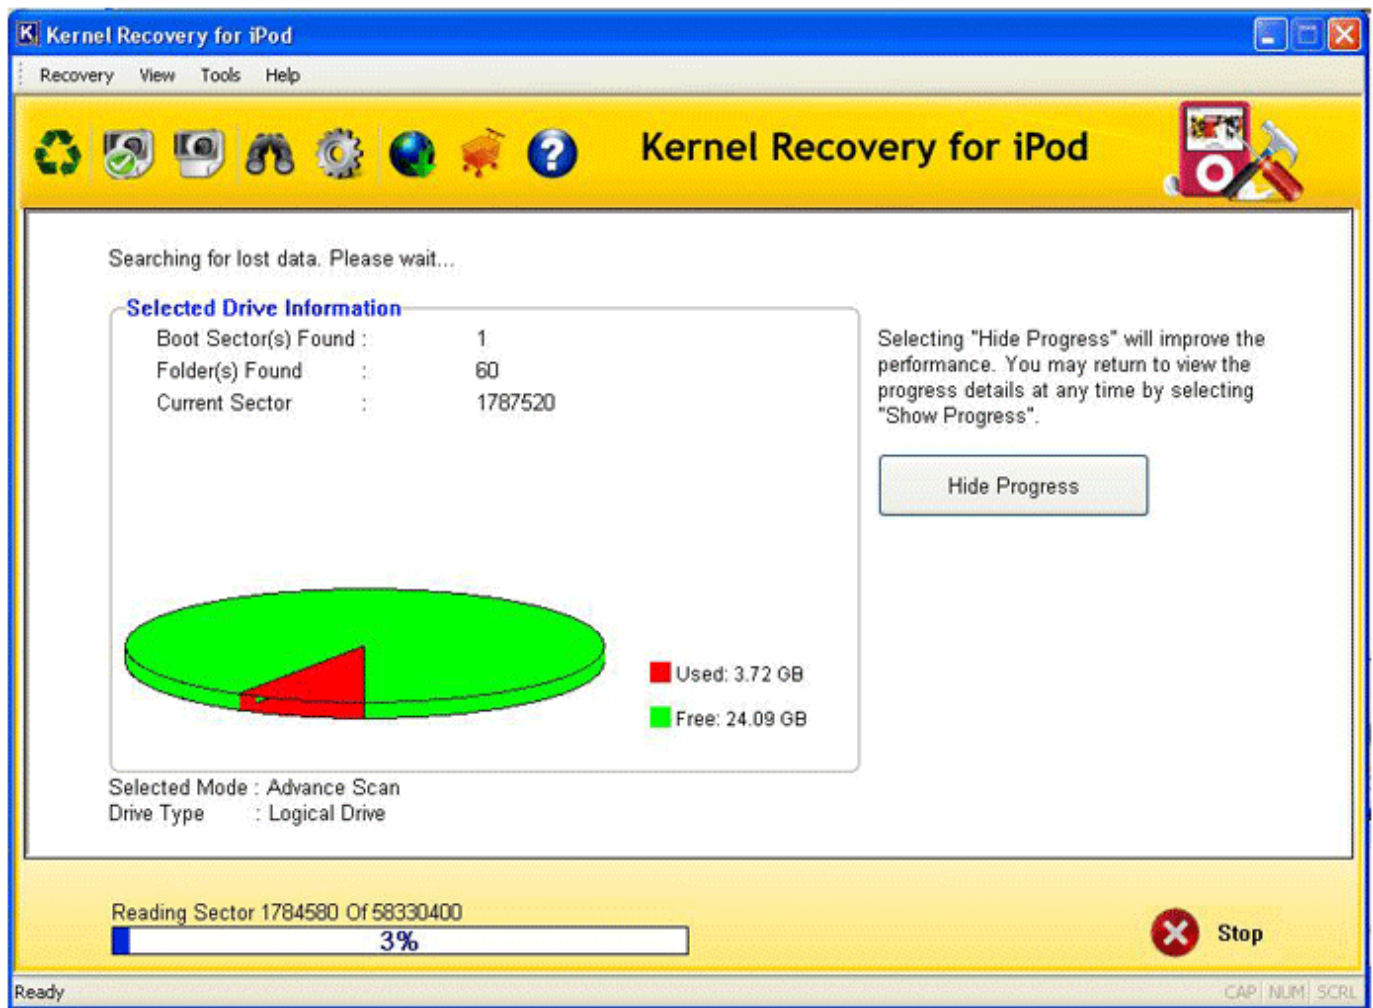 Kernel Recovery for iPod
Recovery View Tools Help
Kernel Recovery for iPod
Searching for lost data. Please wait...
Selected Drive Information
Boot Sector(s) Found : 1
Folder(s) Found : 60
Current Sector : 1787520
Selecting "Hide Progress" will improve the
performance. You may return to view the
progress details at any time by selecting
"Show Progress".
Hide Progress
Used: 3.72 GB
Free: 24.09 GB
Selected Mode : Advance Scan
Drive Type : Logical Drive
Reading Sector 1784580 Of 58330400
3%
Stop
Ready
CAP NUM SCRL